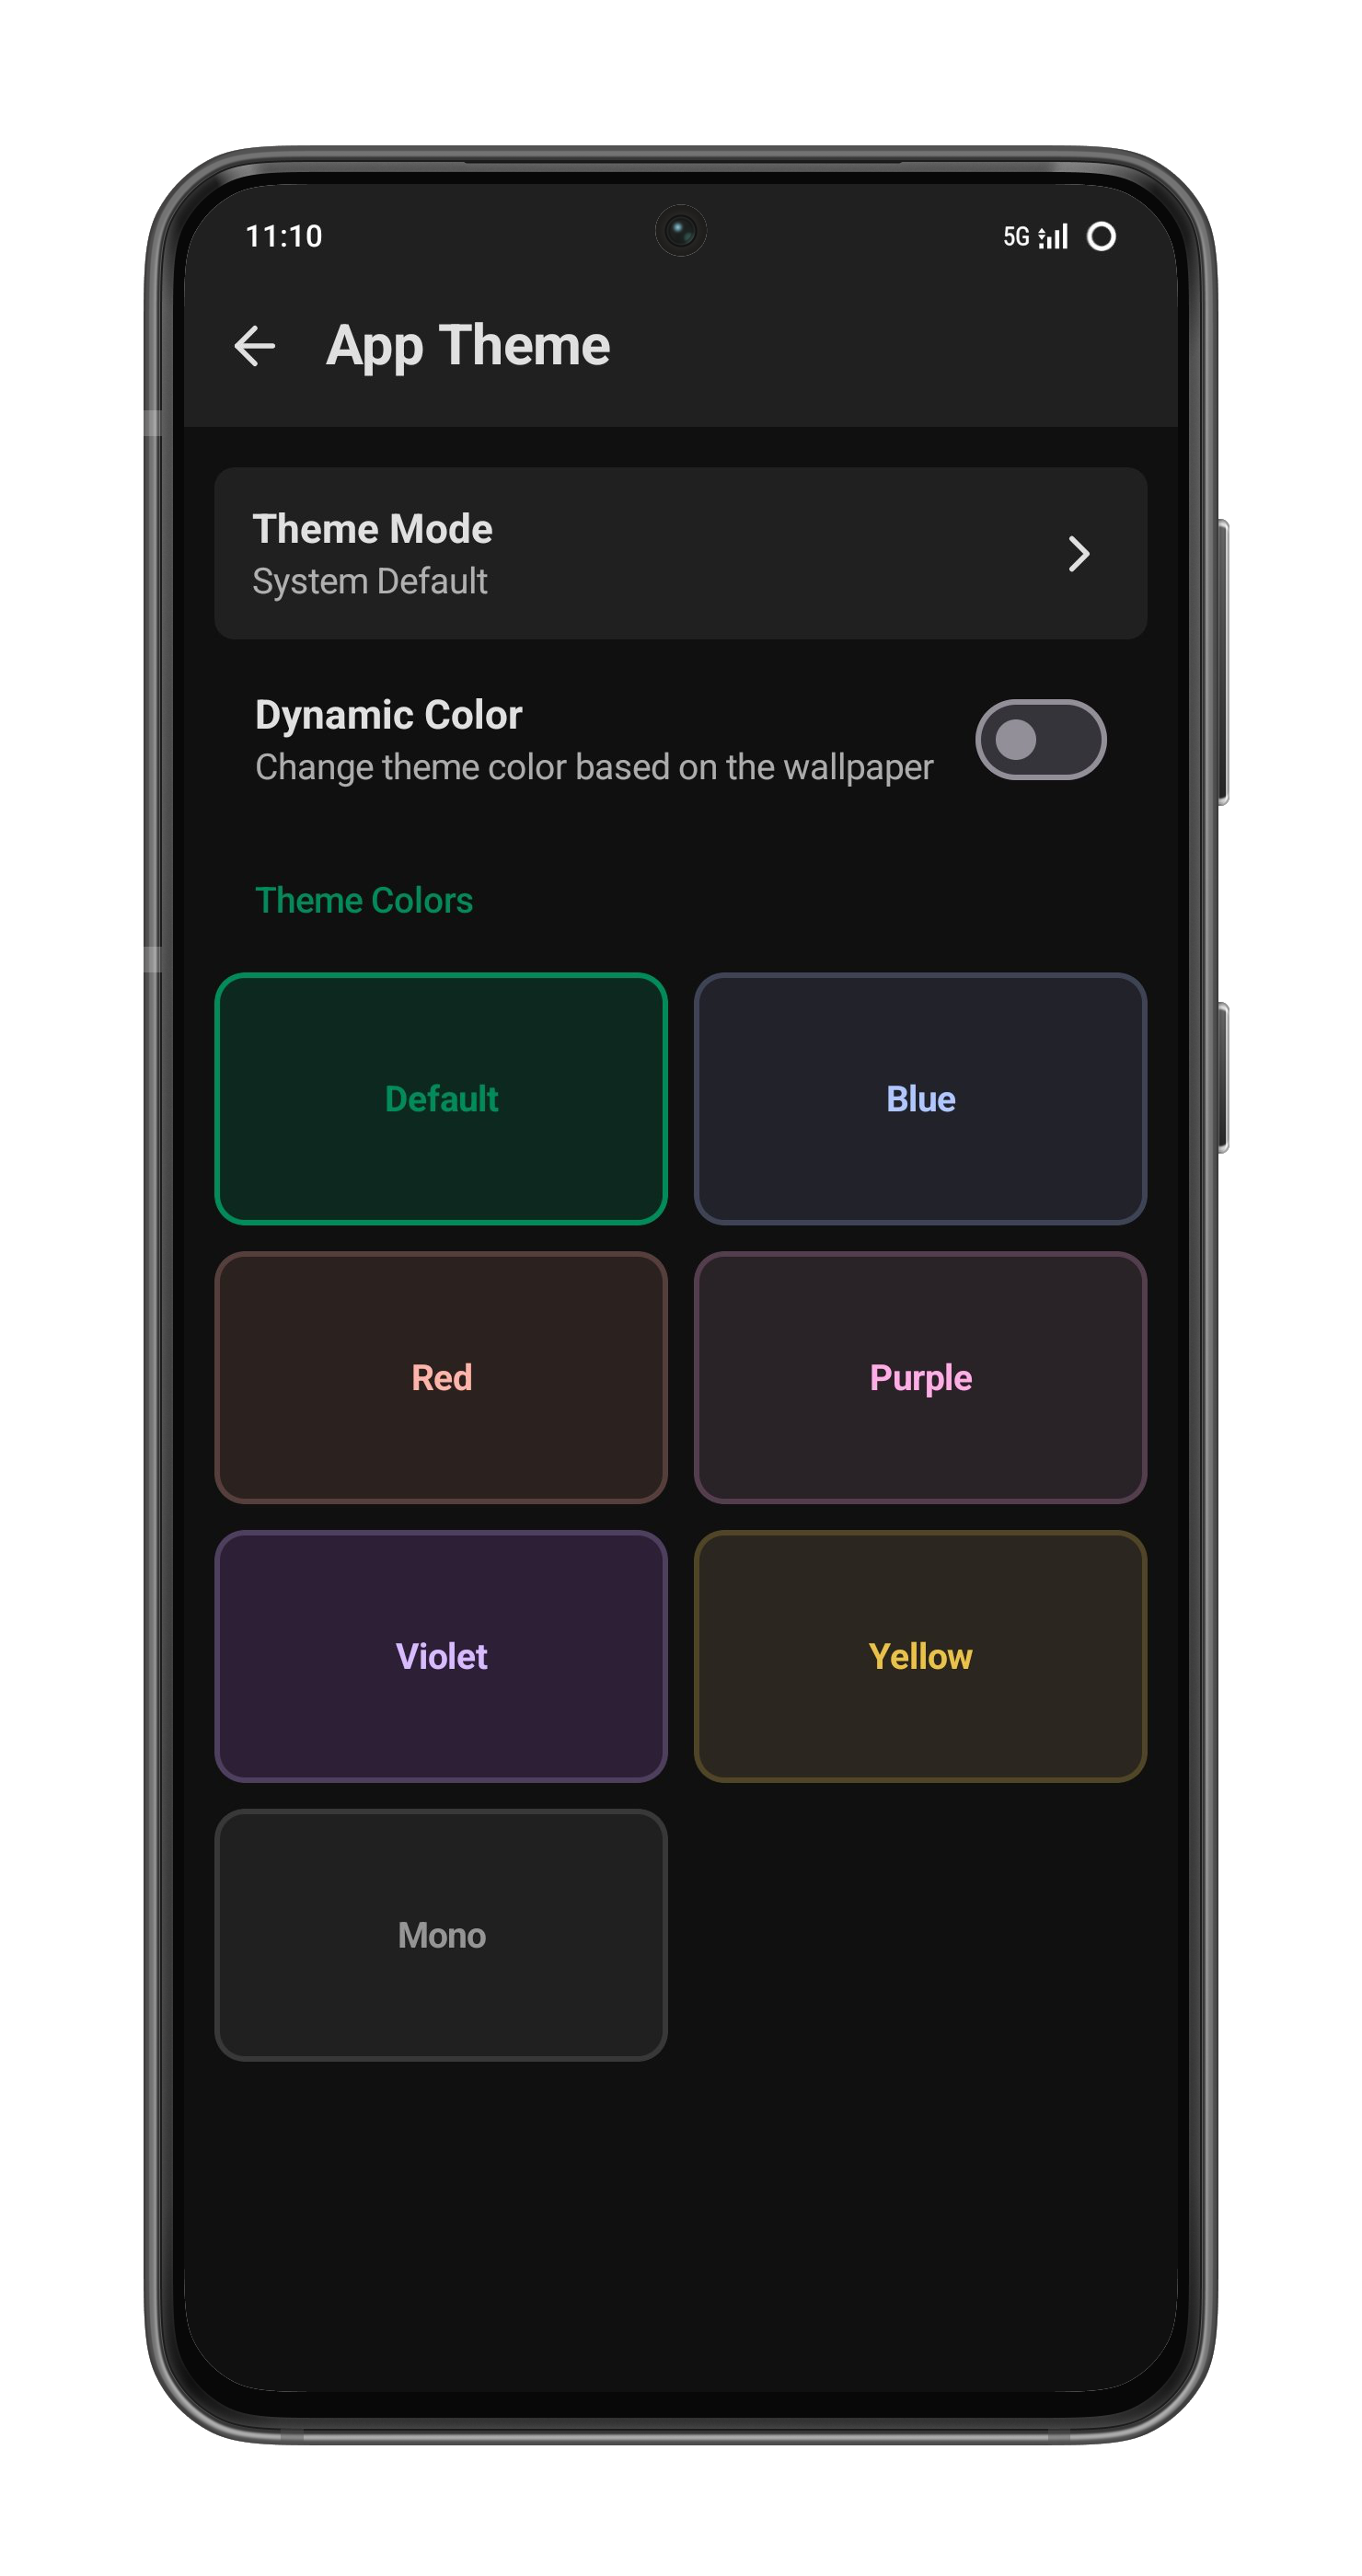 11:10
5G
App Theme
Theme Mode
System Default
Dynamic Color
Change theme color based on the wallpaper
Theme Colors
Default
Blue
Red
Purple
Violet
Yellow
Mono